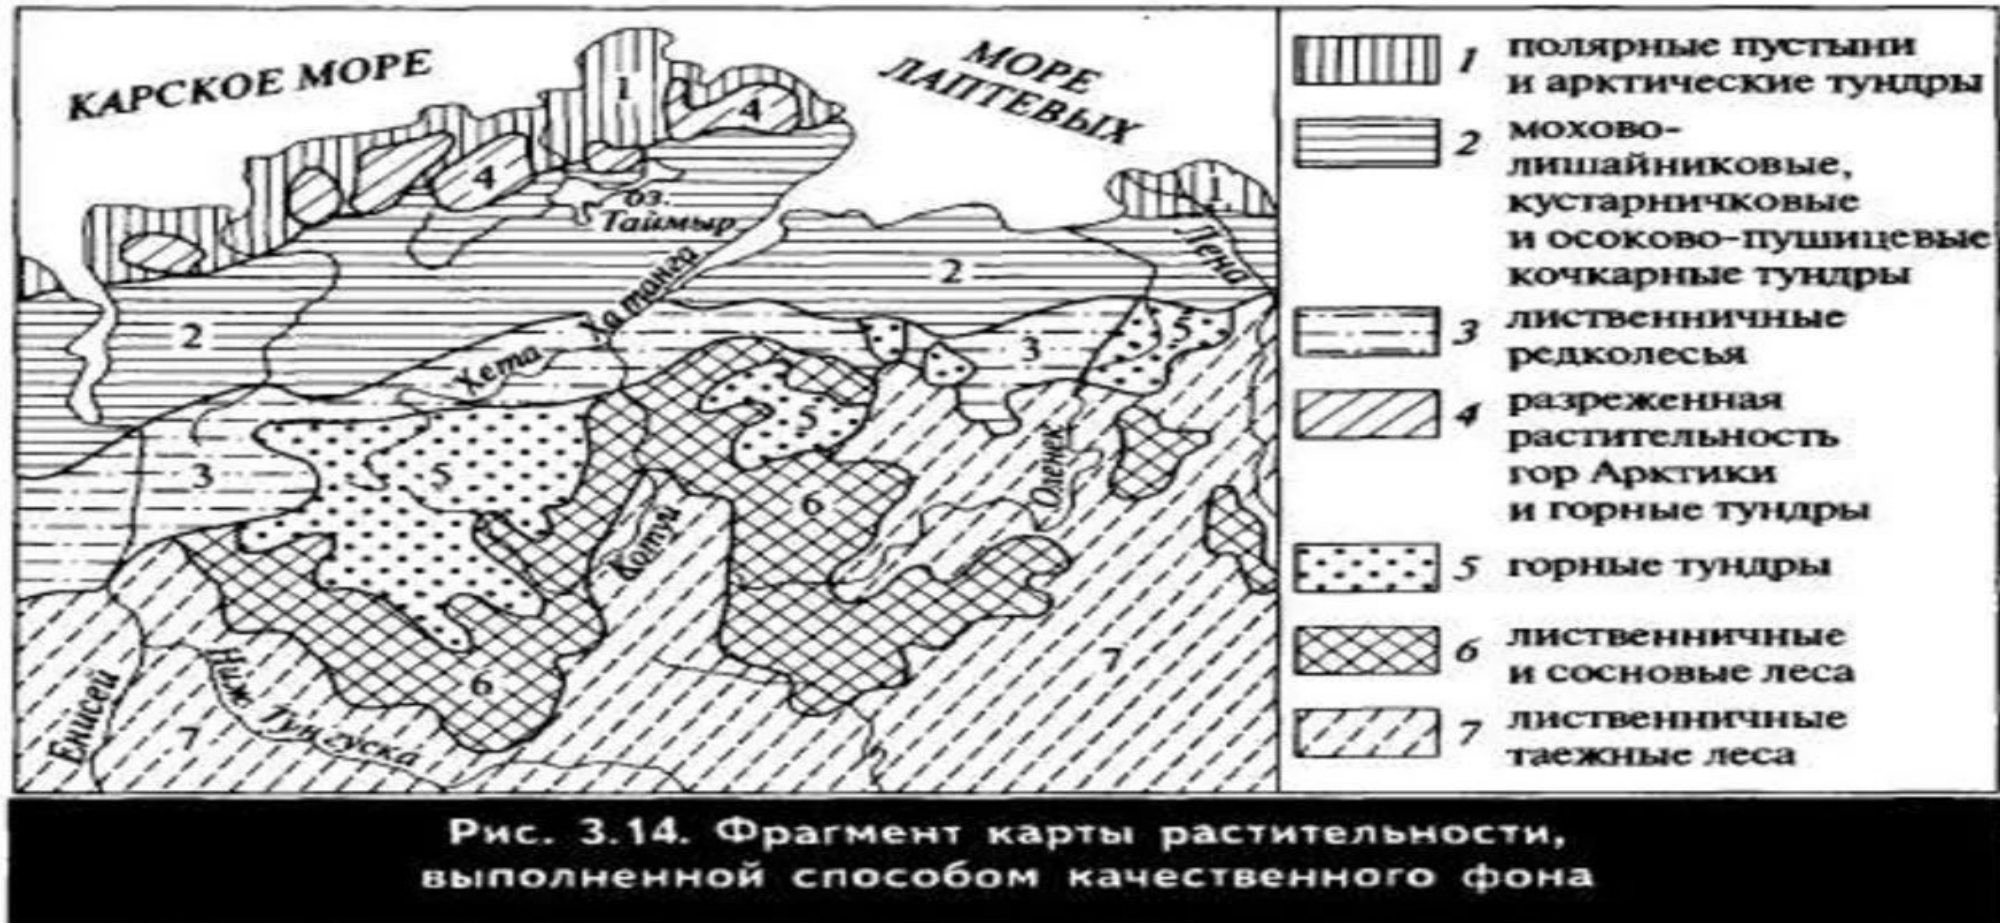 КАРСКОЕ МОРЕ
МОРЕ
ЛАПТЕВЫХ
1
4
4
1
оз.
Таймыр
Лена
2
Хатанга
2
5
3
Хета
5
3
5
Оленек
6
Котуй
7
6
Ниж. Тунгуска
Енисей
7
1 полярные пустыни
и арктические тундры
2 мохово-
лишайниковые,
кустарничковые
и осоково-пушицевые
кочкарные тундры
3 лиственничные
редколесья
4 разреженная
растительность
гор Арктики
и горные тундры
5 горные тундры
6 лиственничные
и сосновые леса
7 лиственничные
таежные леса
Рис. 3.14. Фрагмент карты растительности,
выполненной способом качественного фона